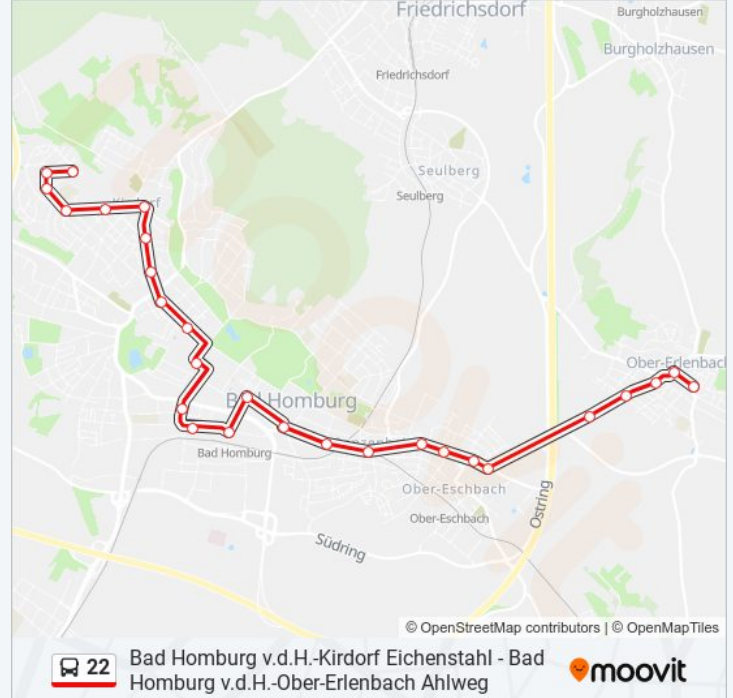 Friedrichsdorf
Burgholzhausen
Burgholzhausen
Friedrichsdorf
Seulberg
Seulberg
Ober-Erlenbach
Bad Homburg
Bad Homburg
Ober-Eschbach
Ober-Eschbach
Ostring
Südring
© OpenStreetMap contributors | © OpenMapTiles
22
Bad Homburg v.d.H.-Kirdorf Eichenstahl - Bad
Homburg v.d.H.-Ober-Erlenbach Ahlweg
moovit